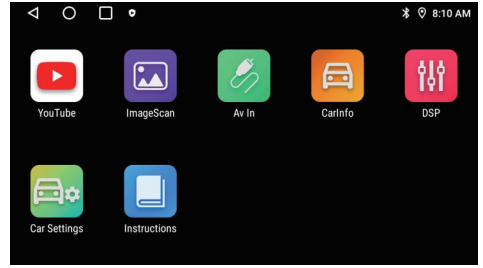 8:10 AM
YouTube
ImageScan
Av In
CarInfo
DSP
Car Settings
Instructions